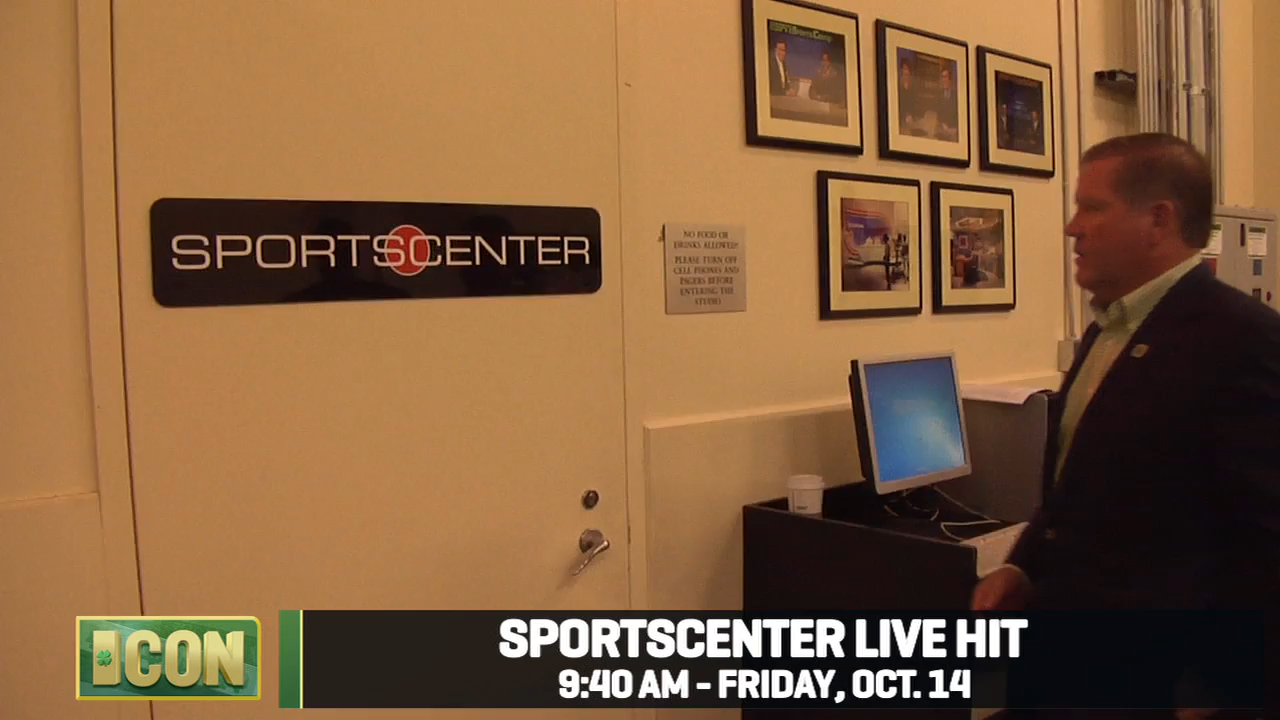 SPORTSCENTER
NO FOOD OR
DRINKS ALLOWED!
PLEASE TURN OFF
CELL PHONES AND
PAGERS BEFORE
ENTERING THE
STUDIO
ICON
SPORTSCENTER LIVE HIT
9:40 AM - FRIDAY, OCT. 14